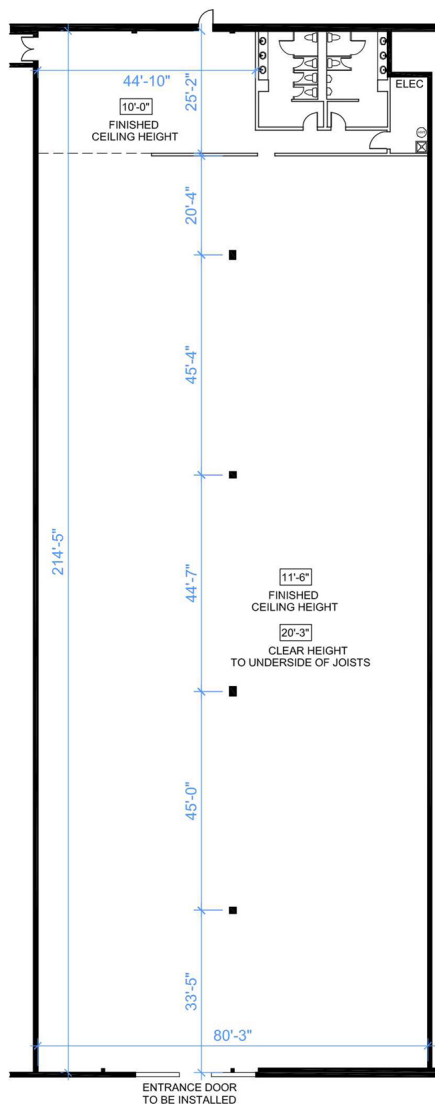 44'-10"
25'-2"
ELEC
10'-0"
FINISHED
CEILING HEIGHT
20'-4"
45'-4"
214'-5"
44'-7"
11'-6"
FINISHED
CEILING HEIGHT
20'-3"
CLEAR HEIGHT
TO UNDERSIDE OF JOISTS
45'-0"
33'-5"
80'-3"
ENTRANCE DOOR
TO BE INSTALLED